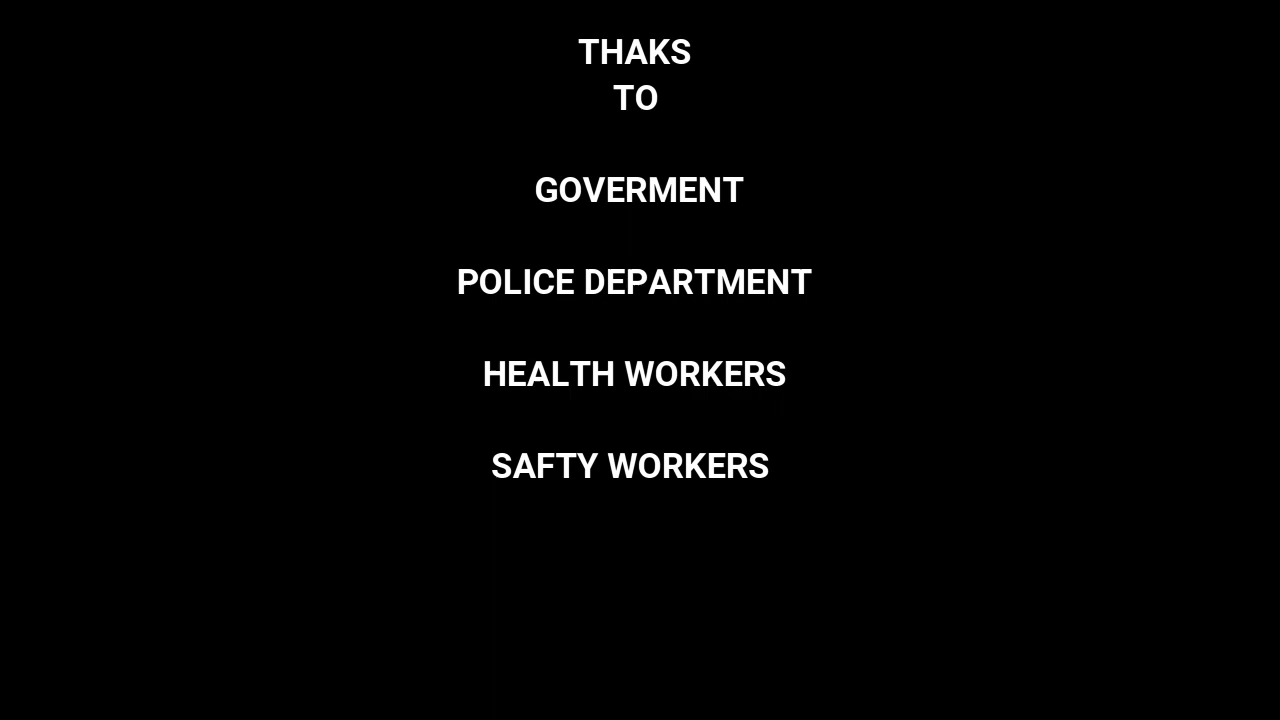 THAKS
TO
GOVERMENT
POLICE DEPARTMENT
HEALTH WORKERS
SAFTY WORKERS